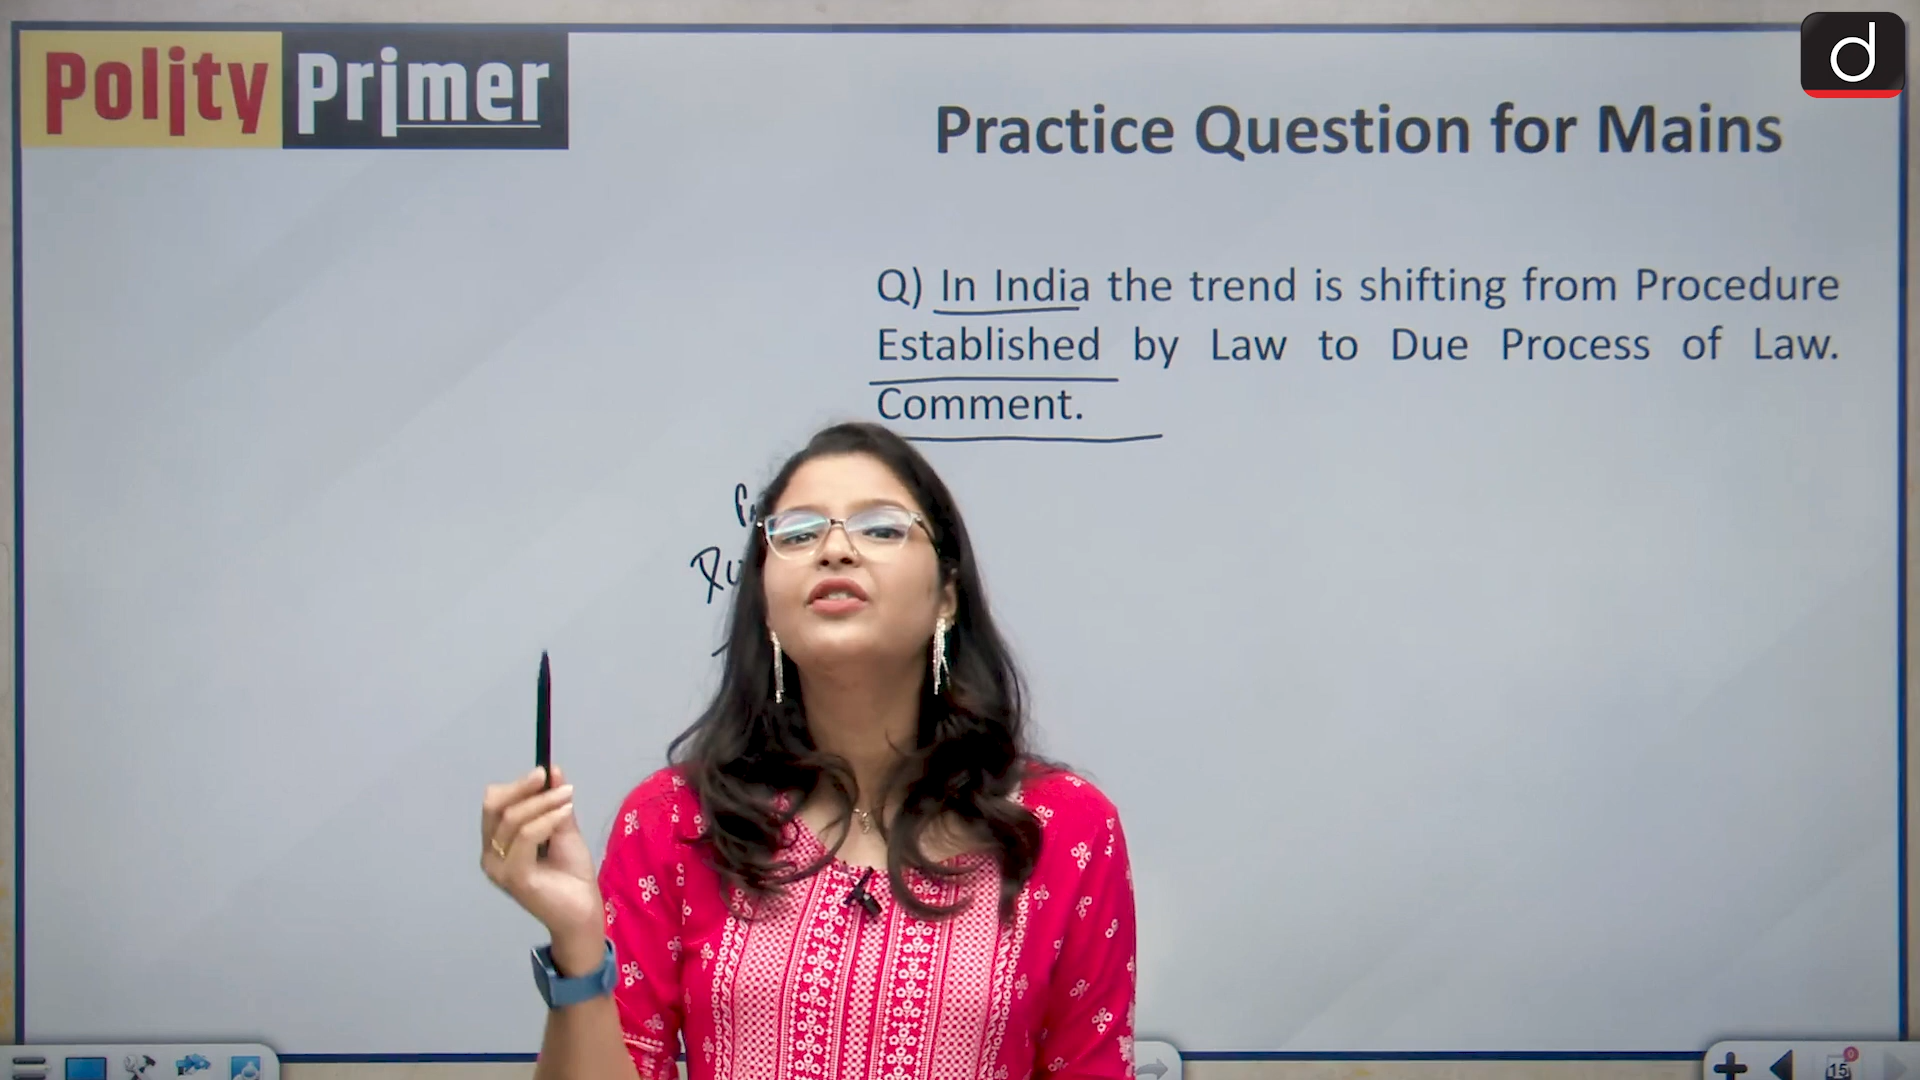 Polity Primer
d
Practice Question for Mains
Q) In India the trend is shifting from Procedure
Established by Law to Due Process of Law.
Comment.
15